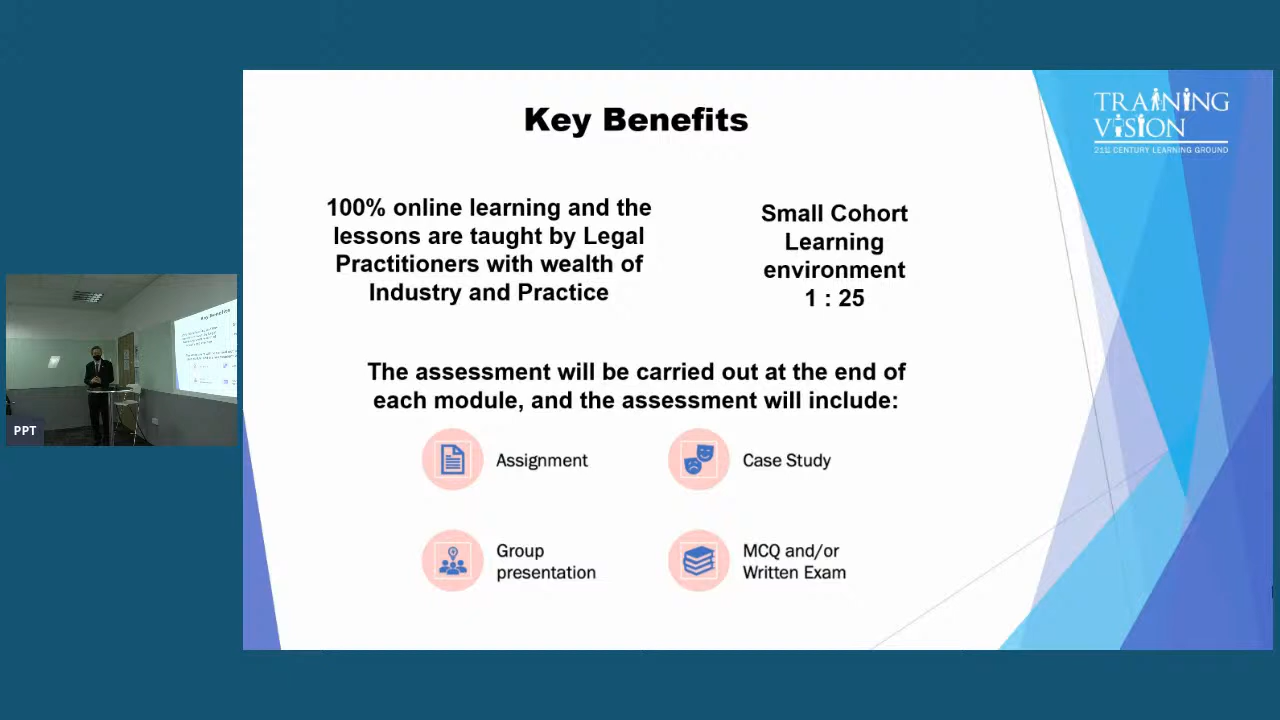 Key Benefits
TRAINING
VISION
21ST CENTURY LEARNING GROUND
100% online learning and the
lessons are taught by Legal
Practitioners with wealth of
Industry and Practice
Small Cohort
Learning
environment
1 : 25
The assessment will be carried out at the end of
each module, and the assessment will include:
Assignment
Case Study
Group
presentation
MCQ and/or
Written Exam
Key Benefits
PPT